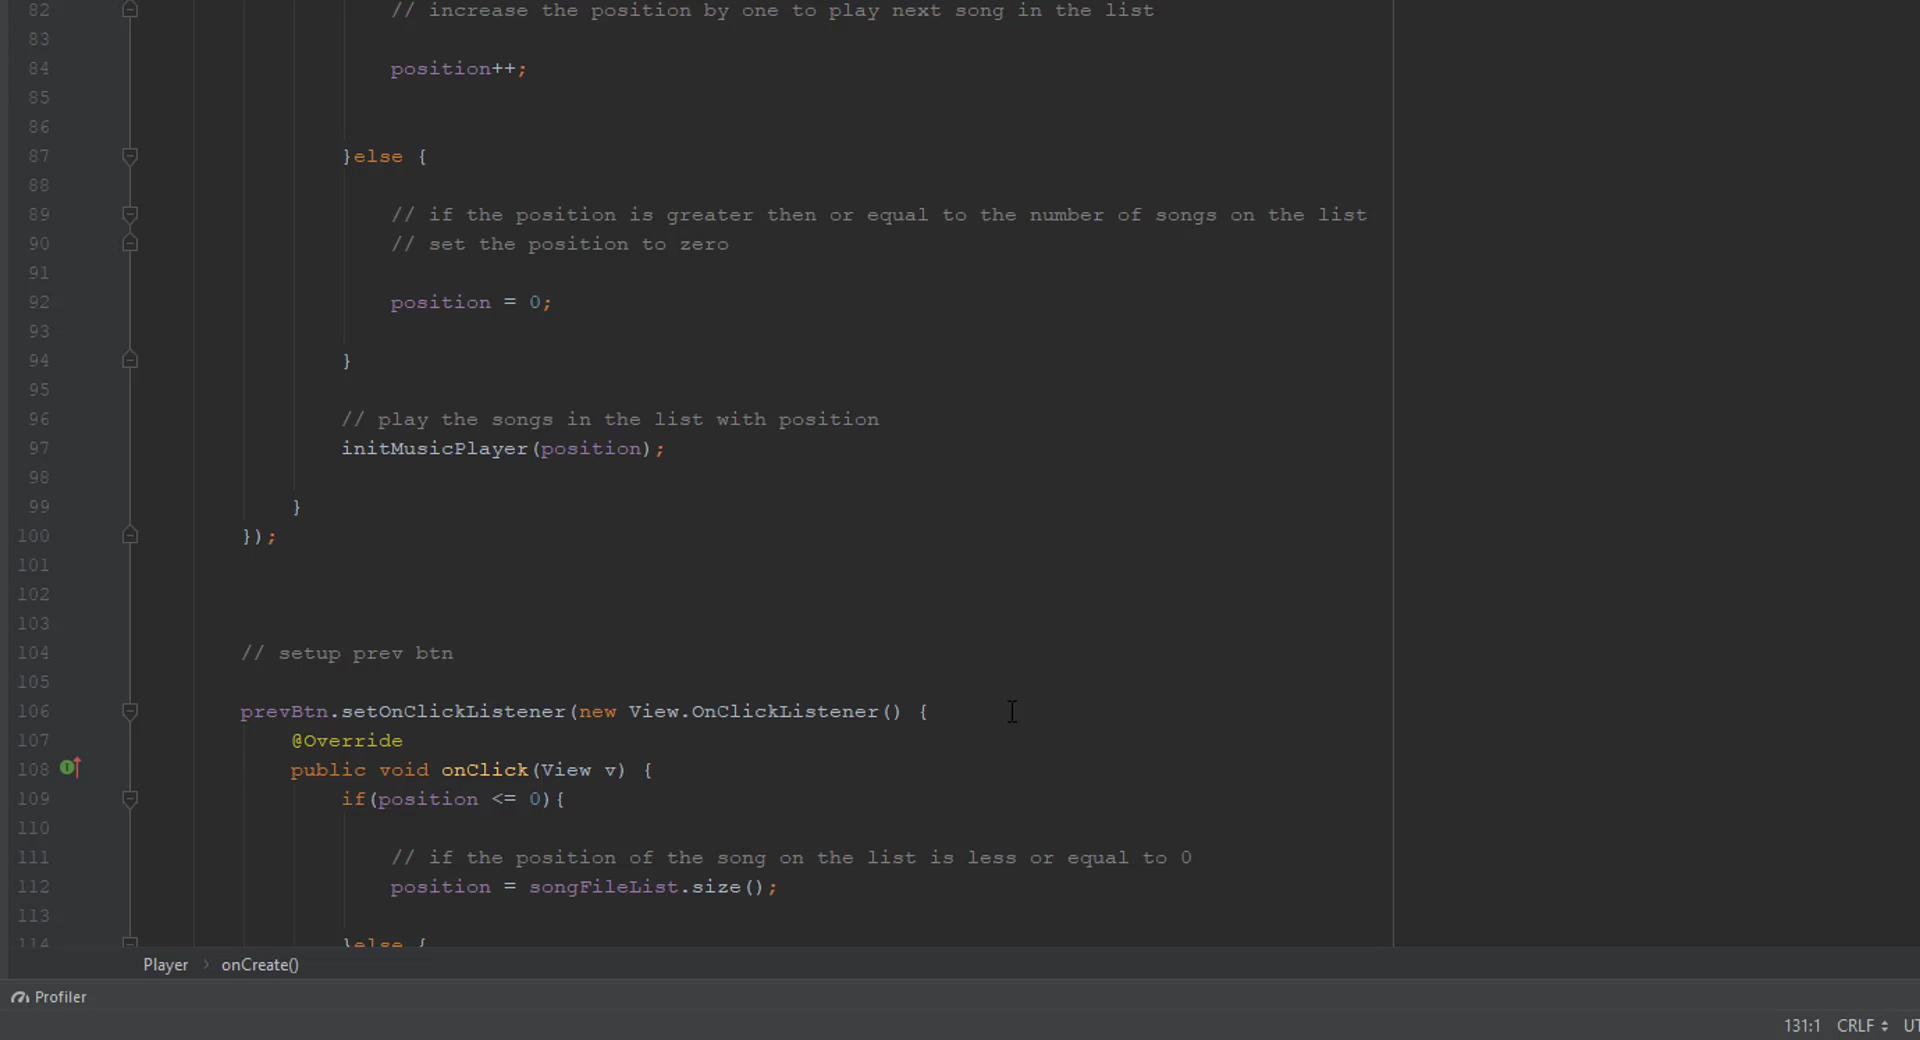 82 // increase the position by one to play next song in the list
83
84 position++;
85
86
87 }else {
88
89 // if the position is greater then or equal to the number of songs on the list
90 // set the position to zero
91
92 position = 0;
93
94 }
95
96 // play the songs in the list with position
97 initMusicPlayer(position);
98
99 }
100 });
101
102
103
104 // setup prev btn
105
106 prevBtn.setOnClickListener(new View.OnClickListener() {
107 @Override
108 public void onClick(View v) {
109 if(position <= 0){
110
111 // if the position of the song on the list is less or equal to 0
112 position = songFileList.size();
113
114 }else {
Player › onCreate()
Profiler
131:1 CRLF